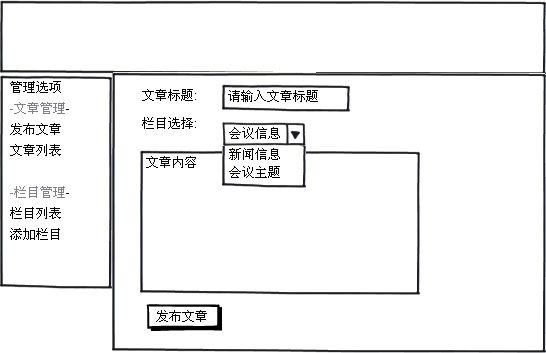 管理选项
-文章管理-
发布文章
文章列表
-栏目管理-
栏目列表
添加栏目
文章标题:
请输入文章标题
栏目选择:
会议信息
新闻信息
会议主题
文章内容
发布文章